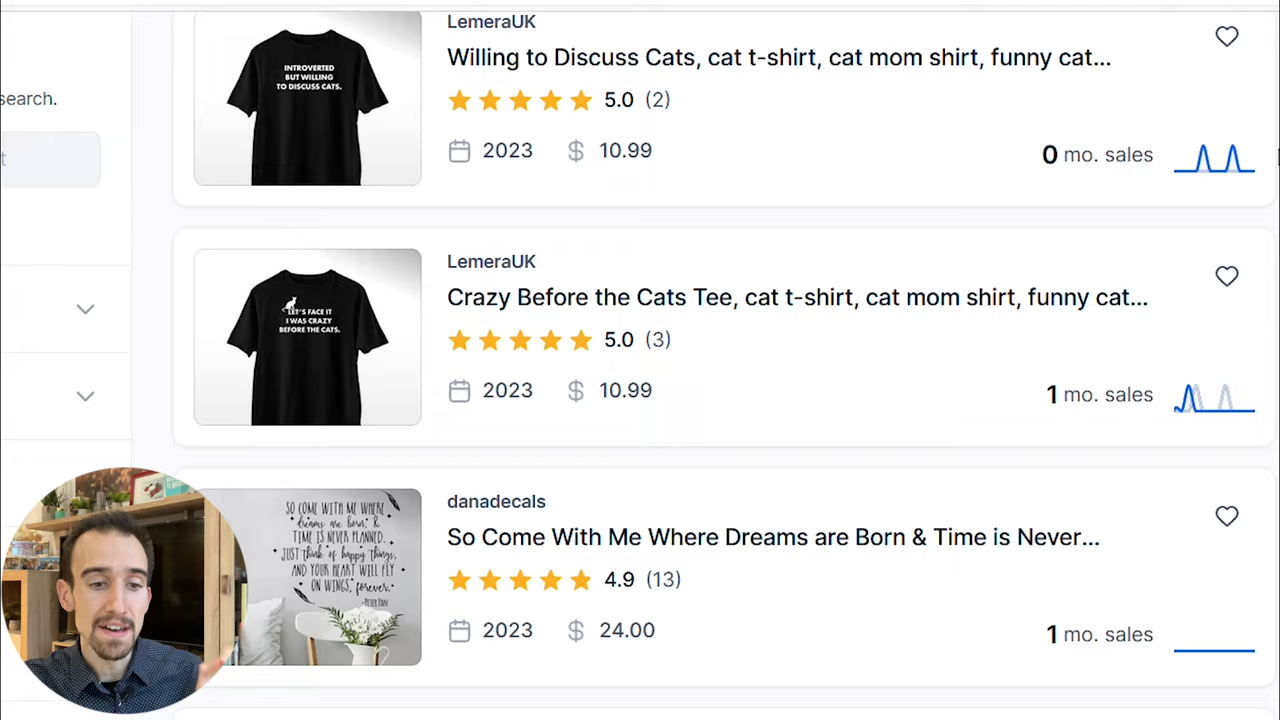 LemeraUK
Willing to Discuss Cats, cat t-shirt, cat mom shirt, funny cat...
5.0 (2)
2023 $ 10.99
0 mo. sales
INTROVERTED
BUT WILLING
TO DISCUSS CATS.
search.
t
LemeraUK
Crazy Before the Cats Tee, cat t-shirt, cat mom shirt, funny cat...
5.0 (3)
2023 $ 10.99
1 mo. sales
LET'S FACE IT
I WAS CRAZY
BEFORE THE CATS.
danadecals
So Come With Me Where Dreams are Born & Time is Never...
4.9 (13)
2023 $ 24.00
1 mo. sales
SO COME WITH ME WHERE
dreams are born, &
TIME IS NEVER PLANNED.
JUST think of happy things,
AND YOUR HEART WILL FLY
ON WINGS, forever.
-PETER PAN